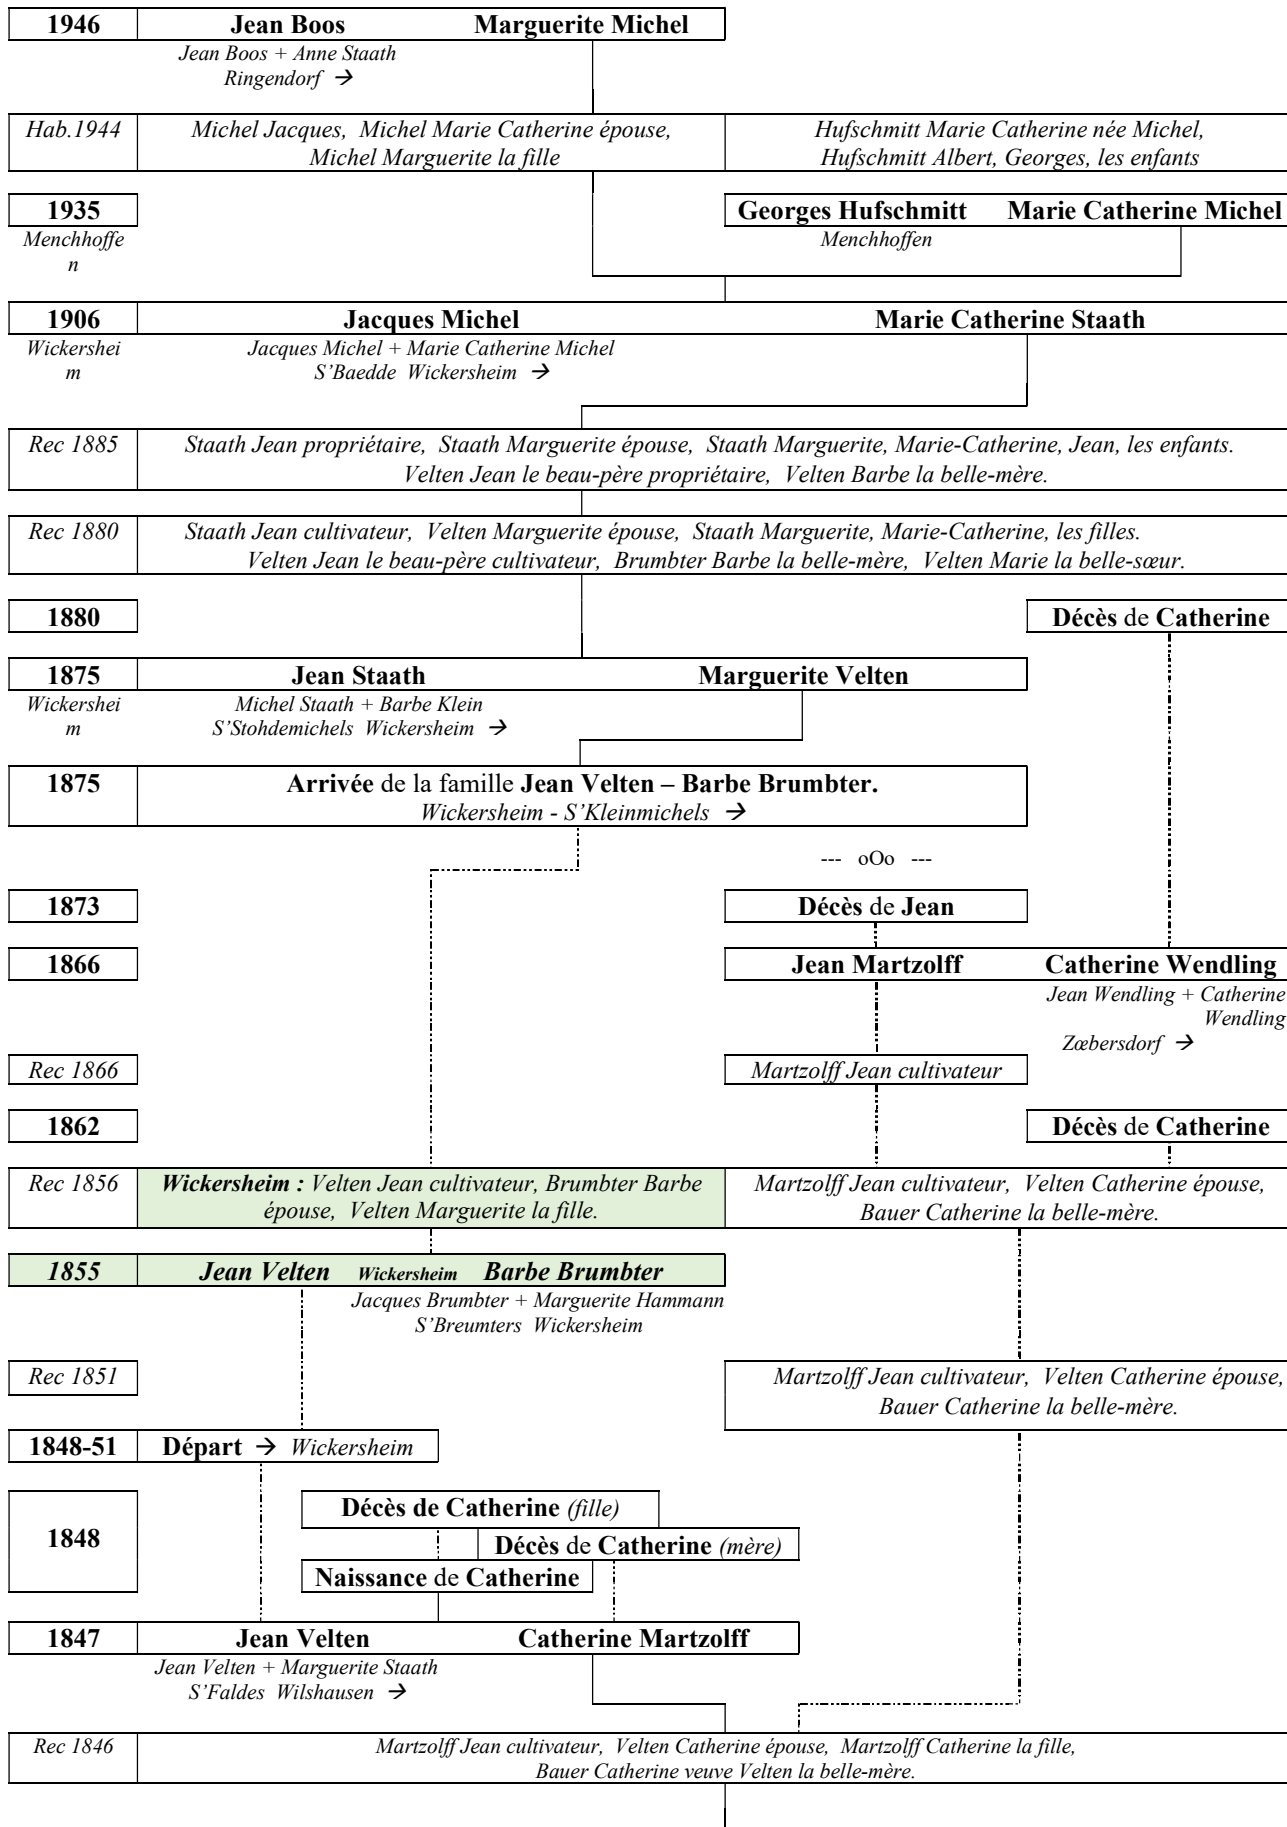 1946 Jean Boos Marguerite Michel
Jean Boos + Anne Staath
Ringendorf →
Hab.1944 Michel Jacques, Michel Marie Catherine épouse, Hufschmitt Marie Catherine née Michel,
Michel Marguerite la fille Hufschmitt Albert, Georges, les enfants
1935 Georges Hufschmitt Marie Catherine Michel
Menchhoffe Menchhoffen
n
1906 Jacques Michel Marie Catherine Staath
Wickershei Jacques Michel + Marie Catherine Michel
m S'Baedde Wickersheim →
Rec 1885 Staath Jean propriétaire, Staath Marguerite épouse, Staath Marguerite, Marie-Catherine, Jean, les enfants.
Velten Jean le beau-père propriétaire, Velten Barbe la belle-mère.
Rec 1880 Staath Jean cultivateur, Velten Marguerite épouse, Staath Marguerite, Marie-Catherine, les filles.
Velten Jean le beau-père cultivateur, Brumbter Barbe la belle-mère, Velten Marie la belle-sœur.
1880 Décès de Catherine
1875 Jean Staath Marguerite Velten
Wickershei Michel Staath + Barbe Klein
m S'Stohdemichels Wickersheim →
1875 Arrivée de la famille Jean Velten – Barbe Brumbter.
Wickersheim - S'Kleinmichels →
--- oOo ---
1873 Décès de Jean
1866 Jean Martzolff Catherine Wendling
Jean Wendling + Catherine
Wendling
Zœbersdorf →
Rec 1866 Martzolff Jean cultivateur
1862 Décès de Catherine
Rec 1856 Wickersheim : Velten Jean cultivateur, Brumbter Barbe Martzolff Jean cultivateur, Velten Catherine épouse,
épouse, Velten Marguerite la fille. Bauer Catherine la belle-mère.
1855 Jean Velten Wickersheim Barbe Brumbter
Jacques Brumbter + Marguerite Hammann
S'Breumters Wickersheim
Rec 1851 Martzolff Jean cultivateur, Velten Catherine épouse,
Bauer Catherine la belle-mère.
1848-51 Départ → Wickersheim
Décès de Catherine (fille)
1848 Décès de Catherine (mère)
Naissance de Catherine
1847 Jean Velten Catherine Martzolff
Jean Velten + Marguerite Staath
S'Faldes Wilshausen →
Rec 1846 Martzolff Jean cultivateur, Velten Catherine épouse, Martzolff Catherine la fille,
Bauer Catherine veuve Velten la belle-mère.